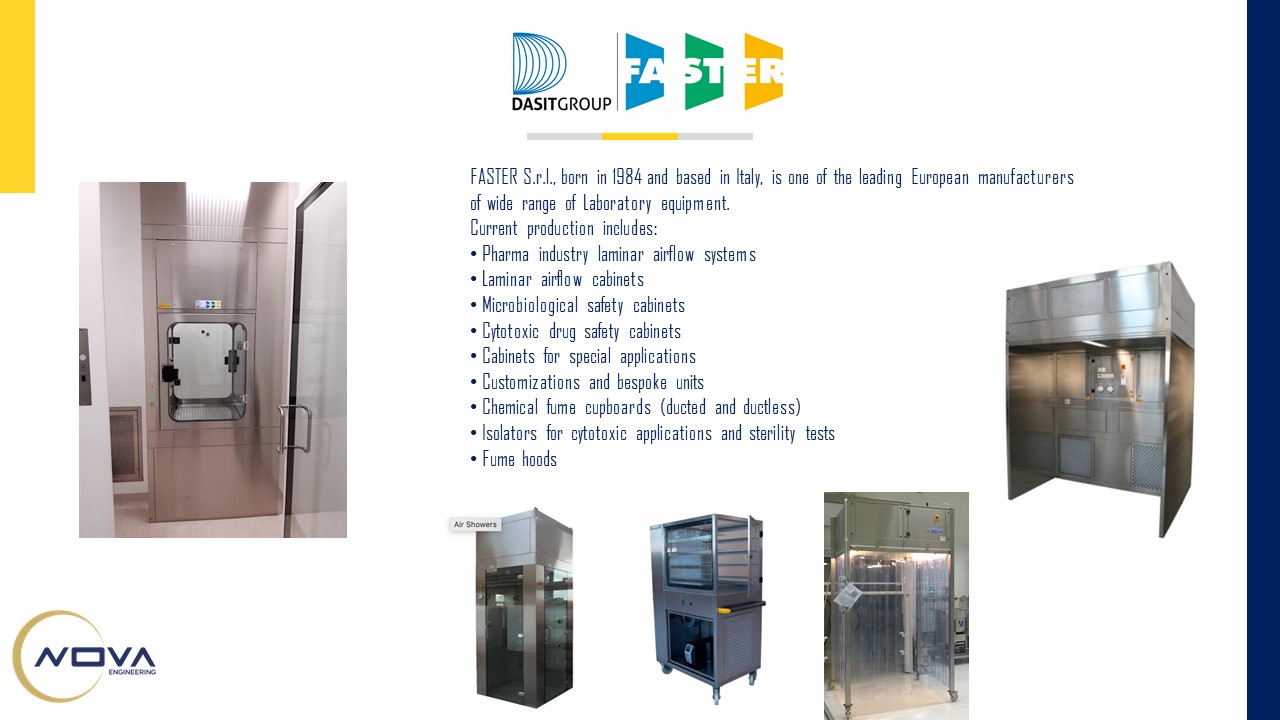 DASITGROUP
FASTER
FASTER S.r.l., born in 1984 and based in Italy, is one of the leading European manufacturers
of wide range of Laboratory equipment.
Current production includes:
• Pharma industry laminar airflow systems
• Laminar airflow cabinets
• Microbiological safety cabinets
• Cytotoxic drug safety cabinets
• Cabinets for special applications
• Customizations and bespoke units
• Chemical fume cupboards (ducted and ductless)
• Isolators for cytotoxic applications and sterility tests
• Fume hoods
Air Showers
NOVA
ENGINEERING